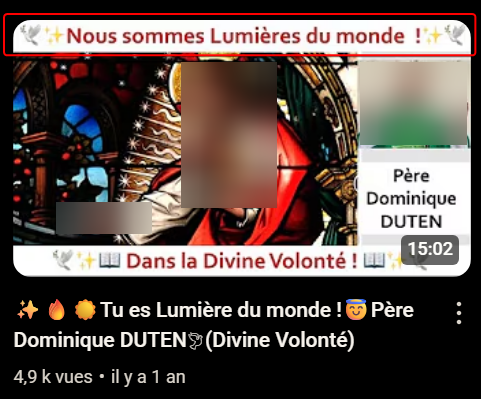 🕊✨Nous sommes Lumières du monde !✨🕊
Père
Dominique
DUTEN
15:02
🕊✨📖 Dans la Divine Volonté ! 📖✨🕊
✨ 🔥 🌼 Tu es Lumière du monde ! 😇 Père
Dominique DUTEN🕊(Divine Volonté)
4,9 k vues • il y a 1 an